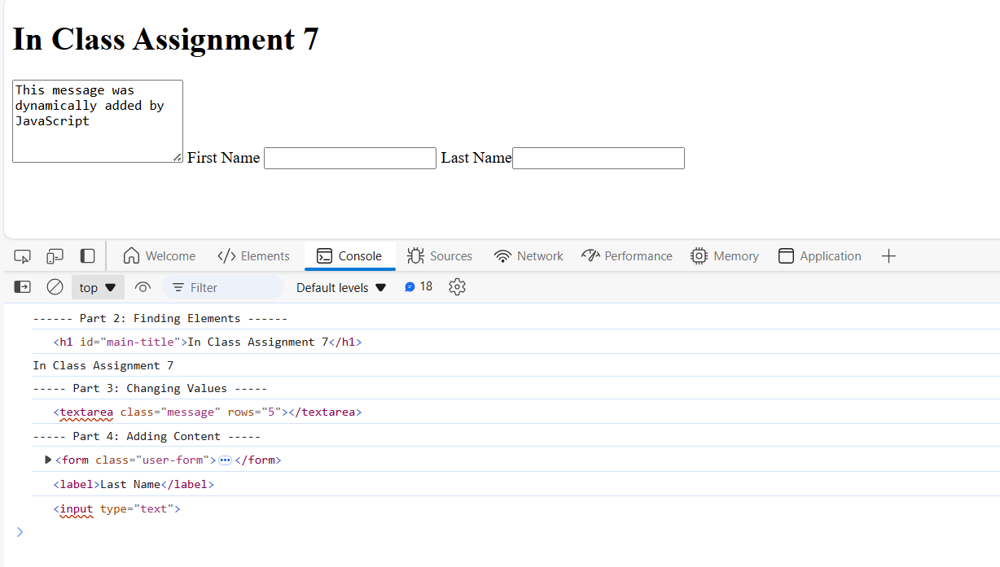 In Class Assignment 7
This message was
dynamically added by
JavaScript
First Name Last Name
Welcome Elements Console Sources Network Performance Memory Application
top Filter Default levels 18
------ Part 2: Finding Elements ------
<h1 id="main-title">In Class Assignment 7</h1>
In Class Assignment 7
----- Part 3: Changing Values -----
<textarea class="message" rows="5"></textarea>
----- Part 4: Adding Content -----
<form class="user-form">…</form>
<label>Last Name</label>
<input type="text">